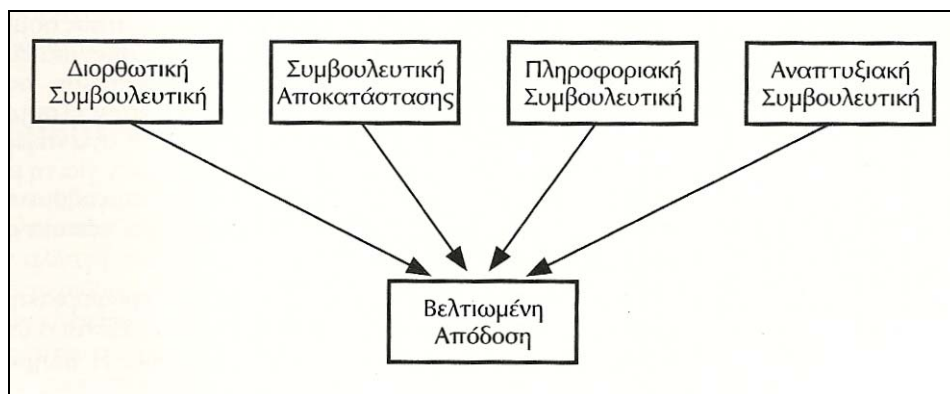 Διορθωτική
Συμβουλευτική
Συμβουλευτική
Αποκατάστασης
Πληροφοριακή
Συμβουλευτική
Αναπτυξιακή
Συμβουλευτική
Βελτιωμένη
Απόδοση